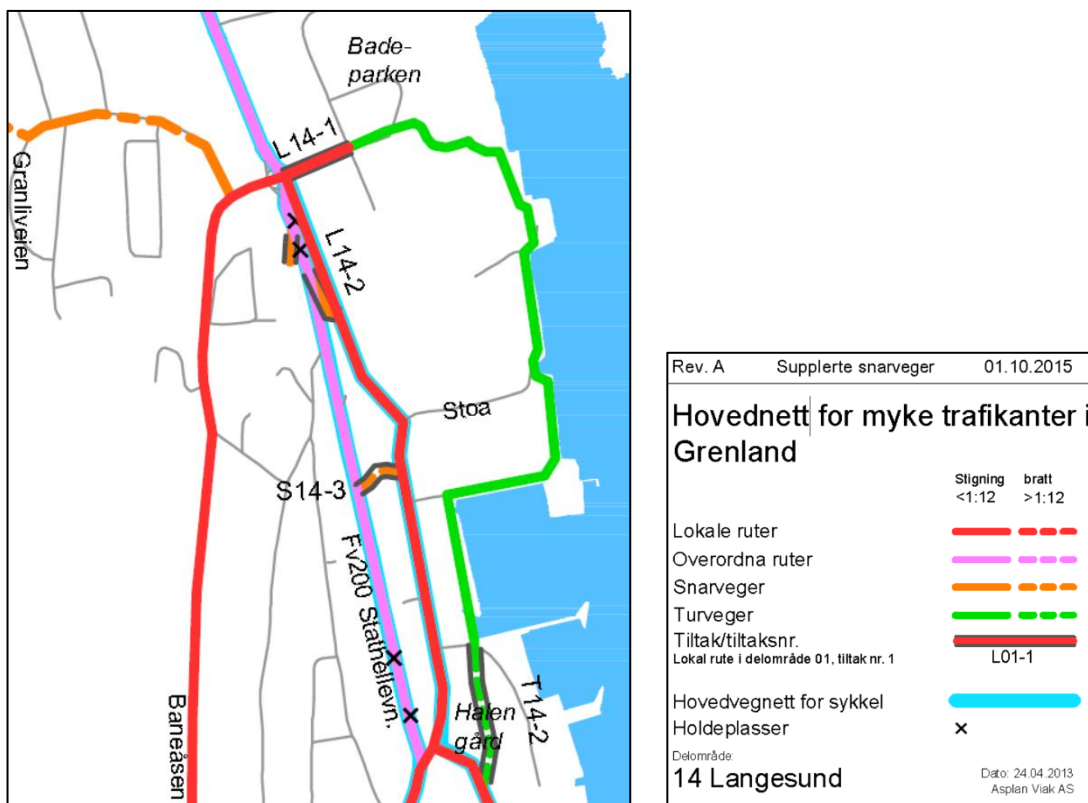 Bade-
parken
L14-1
Granliveien
L14-2
Stoa
S14-3
Fv200 Stathellevn.
T14-2
Halen
gård
Baneåsen
Rev. A Supplerte snarveger 01.10.2015
Hovednett for myke trafikanter i
Grenland
Stigning bratt
<1:12 >1:12
Lokale ruter
Overordna ruter
Snarveger
Turveger
Tiltak/tiltaksnr.
Lokal rute i delområde 01, tiltak nr. 1 L01-1
Hovedvegnett for sykkel
Holdeplasser
Delområde:
14 Langesund
Dato: 24.04.2013
Asplan Viak AS